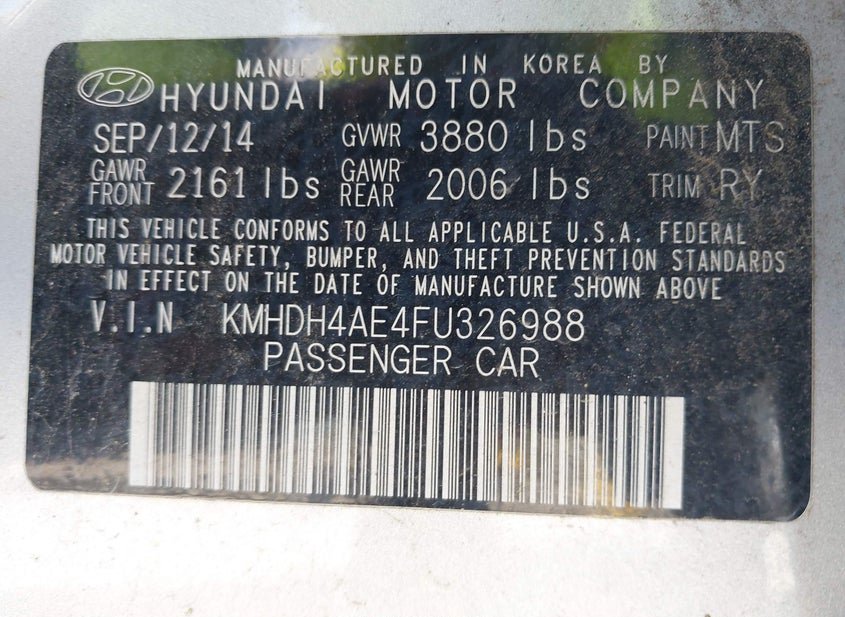 MANUFACTURED IN KOREA BY
HYUNDAI MOTOR COMPANY
SEP/12/14 GVWR 3880 lbs PAINT MTS
GAWR FRONT 2161 lbs GAWR REAR 2006 lbs TRIM RY
THIS VEHICLE CONFORMS TO ALL APPLICABLE U.S.A. FEDERAL
MOTOR VEHICLE SAFETY, BUMPER, AND THEFT PREVENTION STANDARDS
IN EFFECT ON THE DATE OF MANUFACTURE SHOWN ABOVE
V.I.N KMHDH4AE4FU326988
PASSENGER CAR